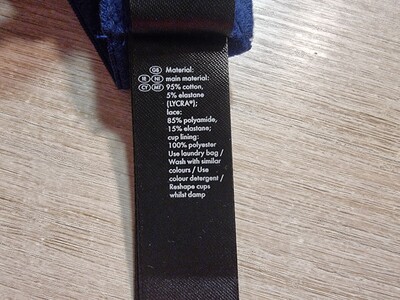 GB Material:
IE NI main material:
CY MT 95% cotton,
5% elastane
(LYCRA®);
lace:
85% polyamide,
15% elastane;
cup lining:
100% polyester
Use laundry bag /
Wash with similar
colours / Use
colour detergent /
Reshape cups
whilst damp